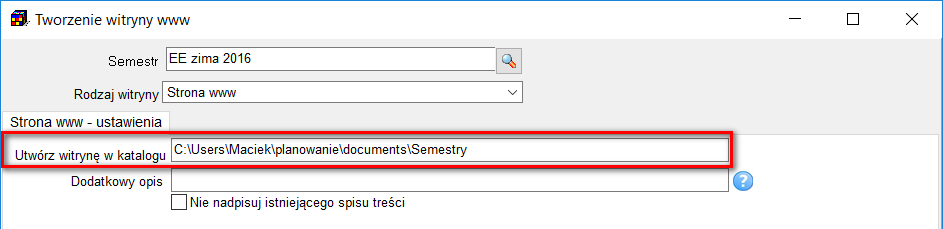 Tworzenie witryny www
Semestr EE zima 2016
Rodzaj witryny Strona www
Strona www - ustawienia
Utwórz witrynę w katalogu C:\Users\Maciek\planowanie\documents\Semestry
Dodatkowy opis ?
Nie nadpisuj istniejącego spisu treści